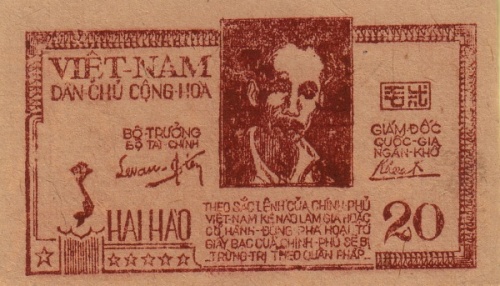 VIỆT-NAM
DÂN-CHỦ CỘNG-HÒA
BỘ-TRƯỞNG
BỘ TÀI-CHÍNH
HAI HÀO
GIÁM-ĐỐC
QUỐC-GIA
NGÂN-KHỐ
THEO SẮC LỆNH CỦA CHÍNH-PHỦ
VIỆT-NAM KẺ NÀO LÀM GIẢ HOẶC
CÓ HÀNH-ĐỘNG PHÁ HOẠI TỜ
GIẤY BẠC CỦA CHÍNH-PHỦ SẼ BỊ
TRỪNG-TRỊ THEO QUÂN PHÁP
20